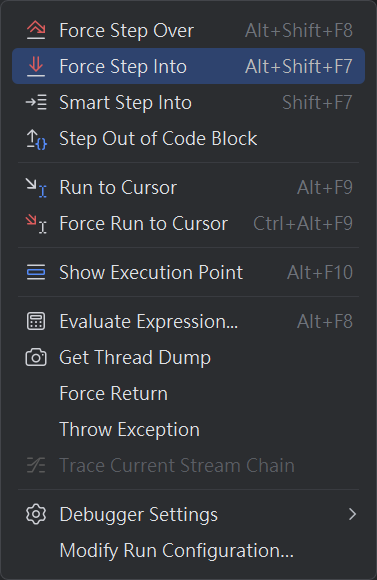 Force Step Over Alt+Shift+F8
Force Step Into Alt+Shift+F7
Smart Step Into Shift+F7
Step Out of Code Block
Run to Cursor Alt+F9
Force Run to Cursor Ctrl+Alt+F9
Show Execution Point Alt+F10
Evaluate Expression... Alt+F8
Get Thread Dump
Force Return
Throw Exception
Trace Current Stream Chain
Debugger Settings
Modify Run Configuration...